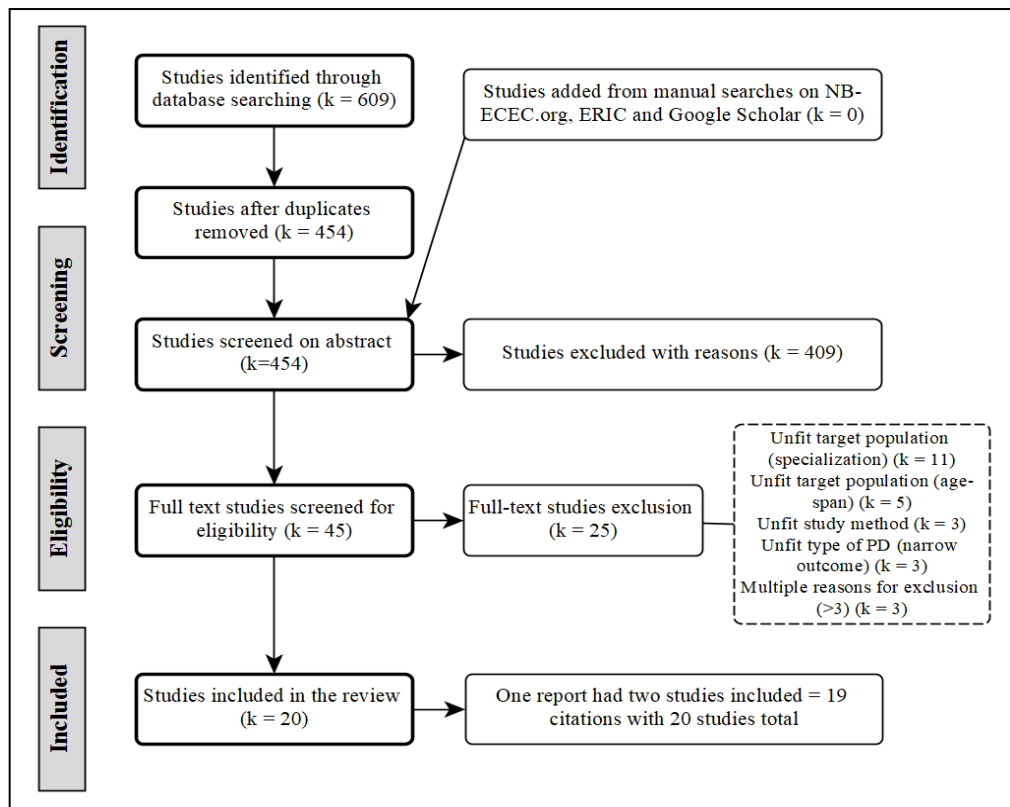 Identification
Studies identified through
database searching (k = 609)
Studies added from manual searches on NB-
ECEC.org, ERIC and Google Scholar (k = 0)
Studies after duplicates
removed (k = 454)
Screening
Studies screened on abstract
(k=454)
Studies excluded with reasons (k = 409)
Eligibility
Full text studies screened for
eligibility (k = 45)
Full-text studies exclusion
(k = 25)
Unfit target population
(specialization) (k = 11)
Unfit target population (age-
span) (k = 5)
Unfit study method (k = 3)
Unfit type of PD (narrow
outcome) (k = 3)
Multiple reasons for exclusion
(>3) (k = 3)
Included
Studies included in the review
(k = 20)
One report had two studies included = 19
citations with 20 studies total